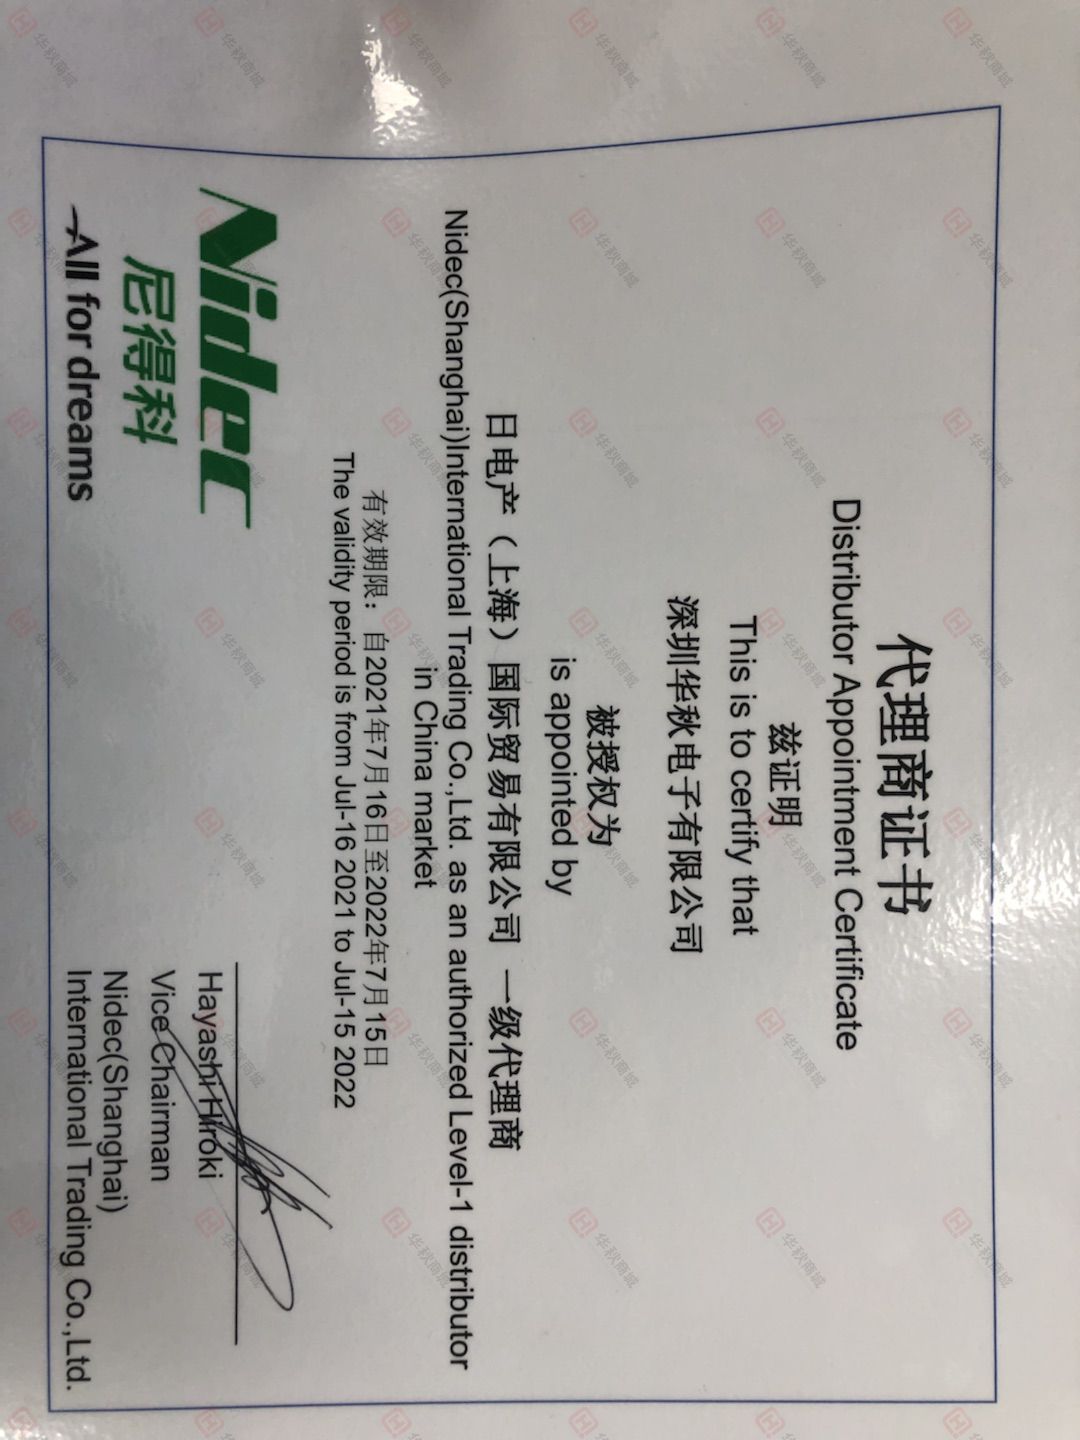 代理商证书
Distributor Appointment Certificate
兹证明
This is to certify that
深圳华秋电子有限公司
被授权为
is appointed by
日电产（上海）国际贸易有限公司 一级代理商
Nidec(Shanghai)International Trading Co.,Ltd. as an authorized Level-1 distributor
in China market
有效期限：自2021年7月16日至2022年7月15日
The validity period is from Jul-16 2021 to Jul-15 2022
Nidec
尼得科
All for dreams
Hayashi Hiroki
Vice Chairman
Nidec(Shanghai)
International Trading Co.,Ltd.
华秋商城